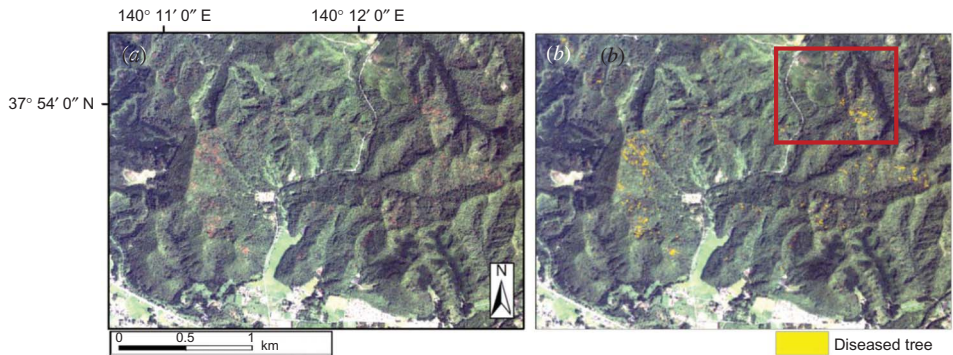 140° 11′ 0″ E
140° 12′ 0″ E
37° 54′ 0″ N
(a)
(b)
(b)
N
0
0.5
1
km
Diseased tree